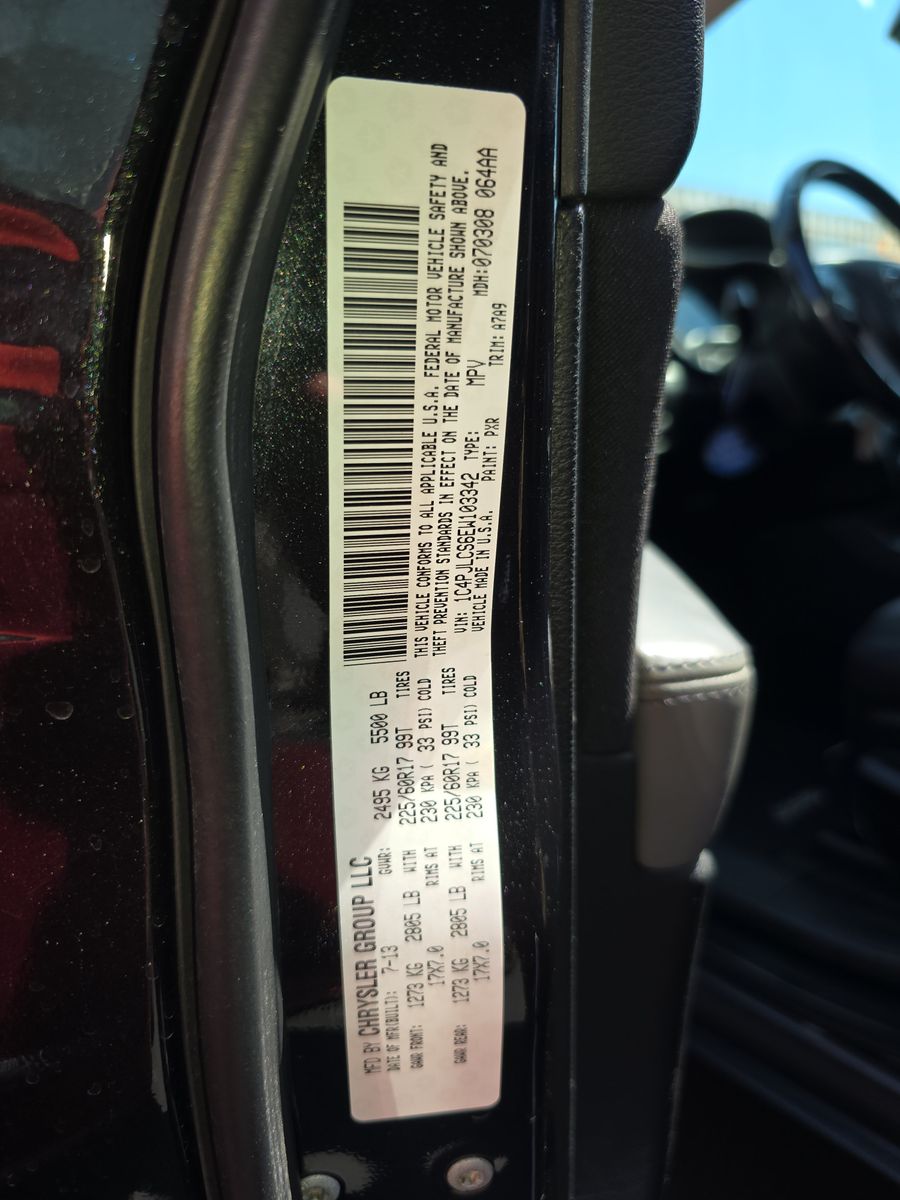 MFD BY CHRYSLER GROUP LLC
DATE OF MFR(BUILT): 7-13 GVWR: 2495 KG 5500 LB
GAWR FRONT: 1273 KG 2805 LB WITH 225/60R17 99T TIRES
17X7.0 RIMS AT 230 KPA ( 33 PSI) COLD
GAWR REAR: 1273 KG 2805 LB WITH 225/60R17 99T TIRES
17X7.0 RIMS AT 230 KPA ( 33 PSI) COLD
THIS VEHICLE CONFORMS TO ALL APPLICABLE U.S.A. FEDERAL MOTOR VEHICLE SAFETY AND
THEFT PREVENTION STANDARDS IN EFFECT ON THE DATE OF MANUFACTURE SHOWN ABOVE.
VIN: 1C4PJLCS6EW103342 TYPE: MPV MDH:070308 064AA
VEHICLE MADE IN U.S.A. PAINT: PXR TRIM: A7A9